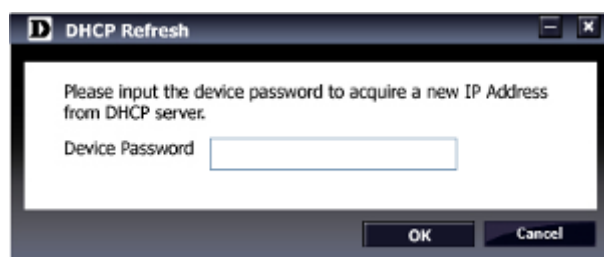 D DHCP Refresh
Please input the device password to acquire a new IP Address
from DHCP server.
Device Password
OK Cancel